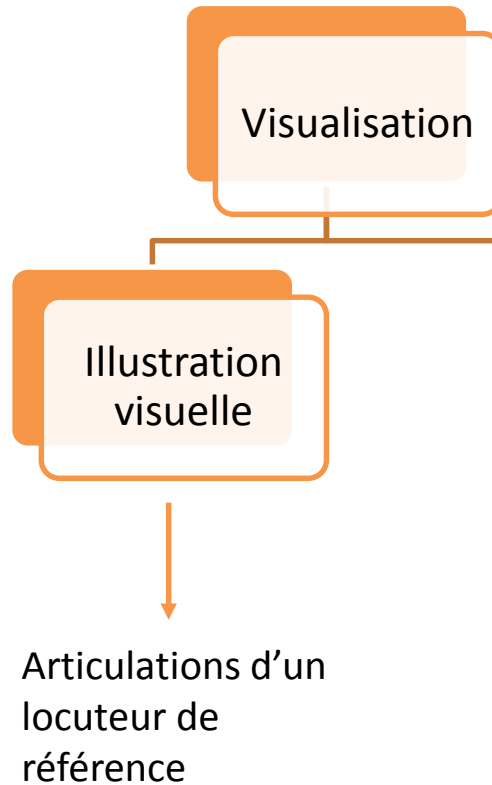 Visualisation
Illustration
visuelle
Articulations d’un
locuteur de
référence